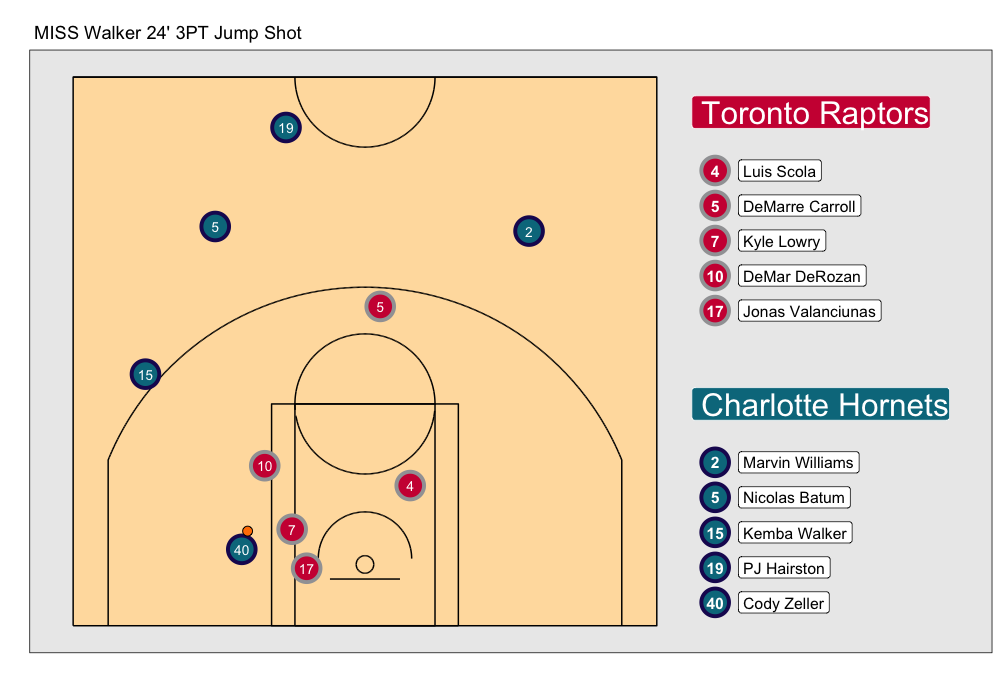 MISS Walker 24' 3PT Jump Shot
19
5
2
5
15
10
4
7
40
17
Toronto Raptors
4 Luis Scola
5 DeMarre Carroll
7 Kyle Lowry
10 DeMar DeRozan
17 Jonas Valanciunas
Charlotte Hornets
2 Marvin Williams
5 Nicolas Batum
15 Kemba Walker
19 PJ Hairston
40 Cody Zeller